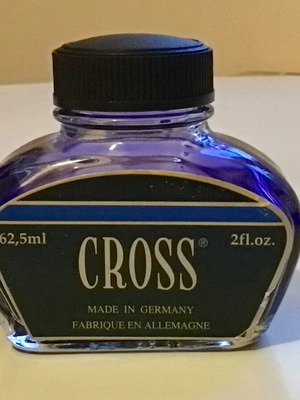 62,5ml 2fl.oz.
CROSS®
MADE IN GERMANY
FABRIQUE EN ALLEMAGNE